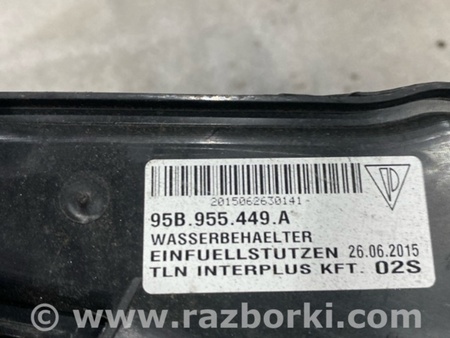 2015062630141-
95B.955.449.A
WASSERBEHAELTER
EINFUELLSTUTZEN 26.06.2015
TLN INTERPLUS KFT. 02S
www.razborki.com